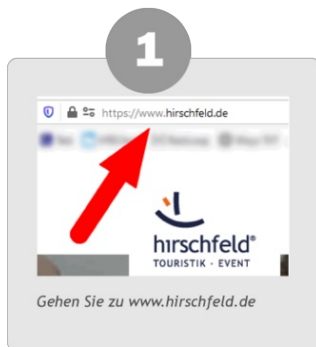 1
https://www.hirschfeld.de
hirschfeld®
TOURISTIK - EVENT
Gehen Sie zu www.hirschfeld.de